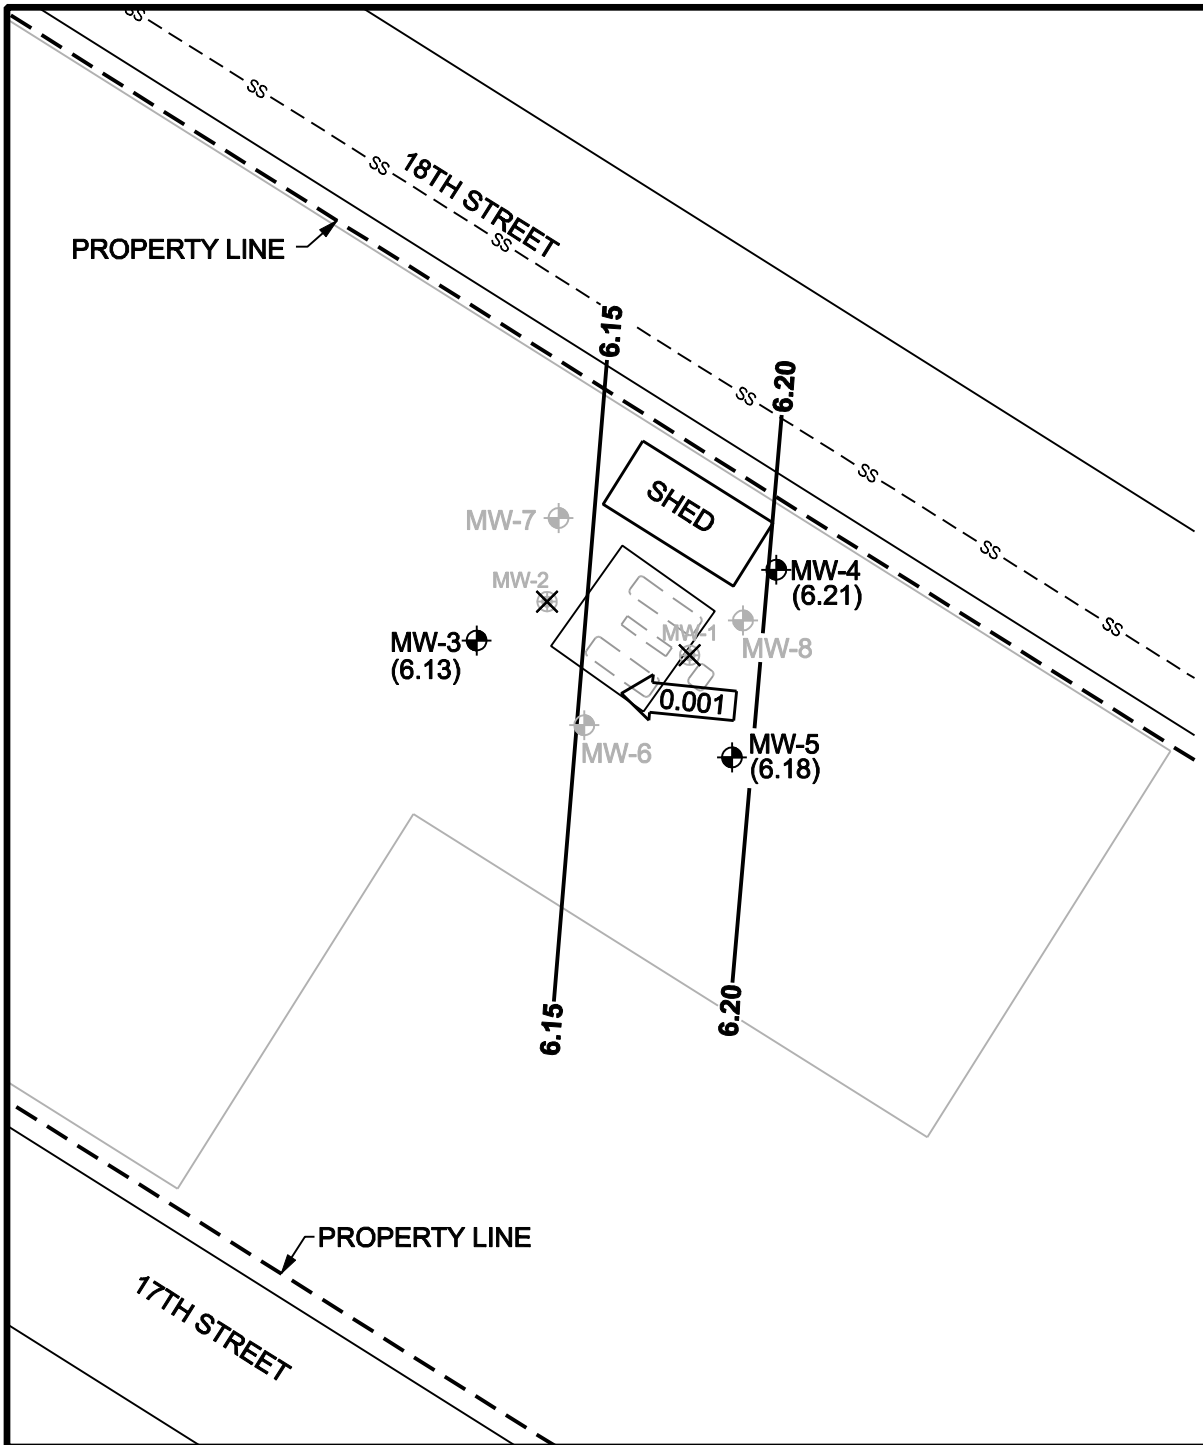 SS
SS
SS
18TH STREET
SS
PROPERTY LINE
6.15
6.20
SS
SS
SHED
MW-7
SS
MW-4
(6.21)
MW-2
SS
MW-1
MW-3
(6.13)
MW-8
0.001
MW-5
(6.18)
MW-6
6.15
6.20
PROPERTY LINE
17TH STREET